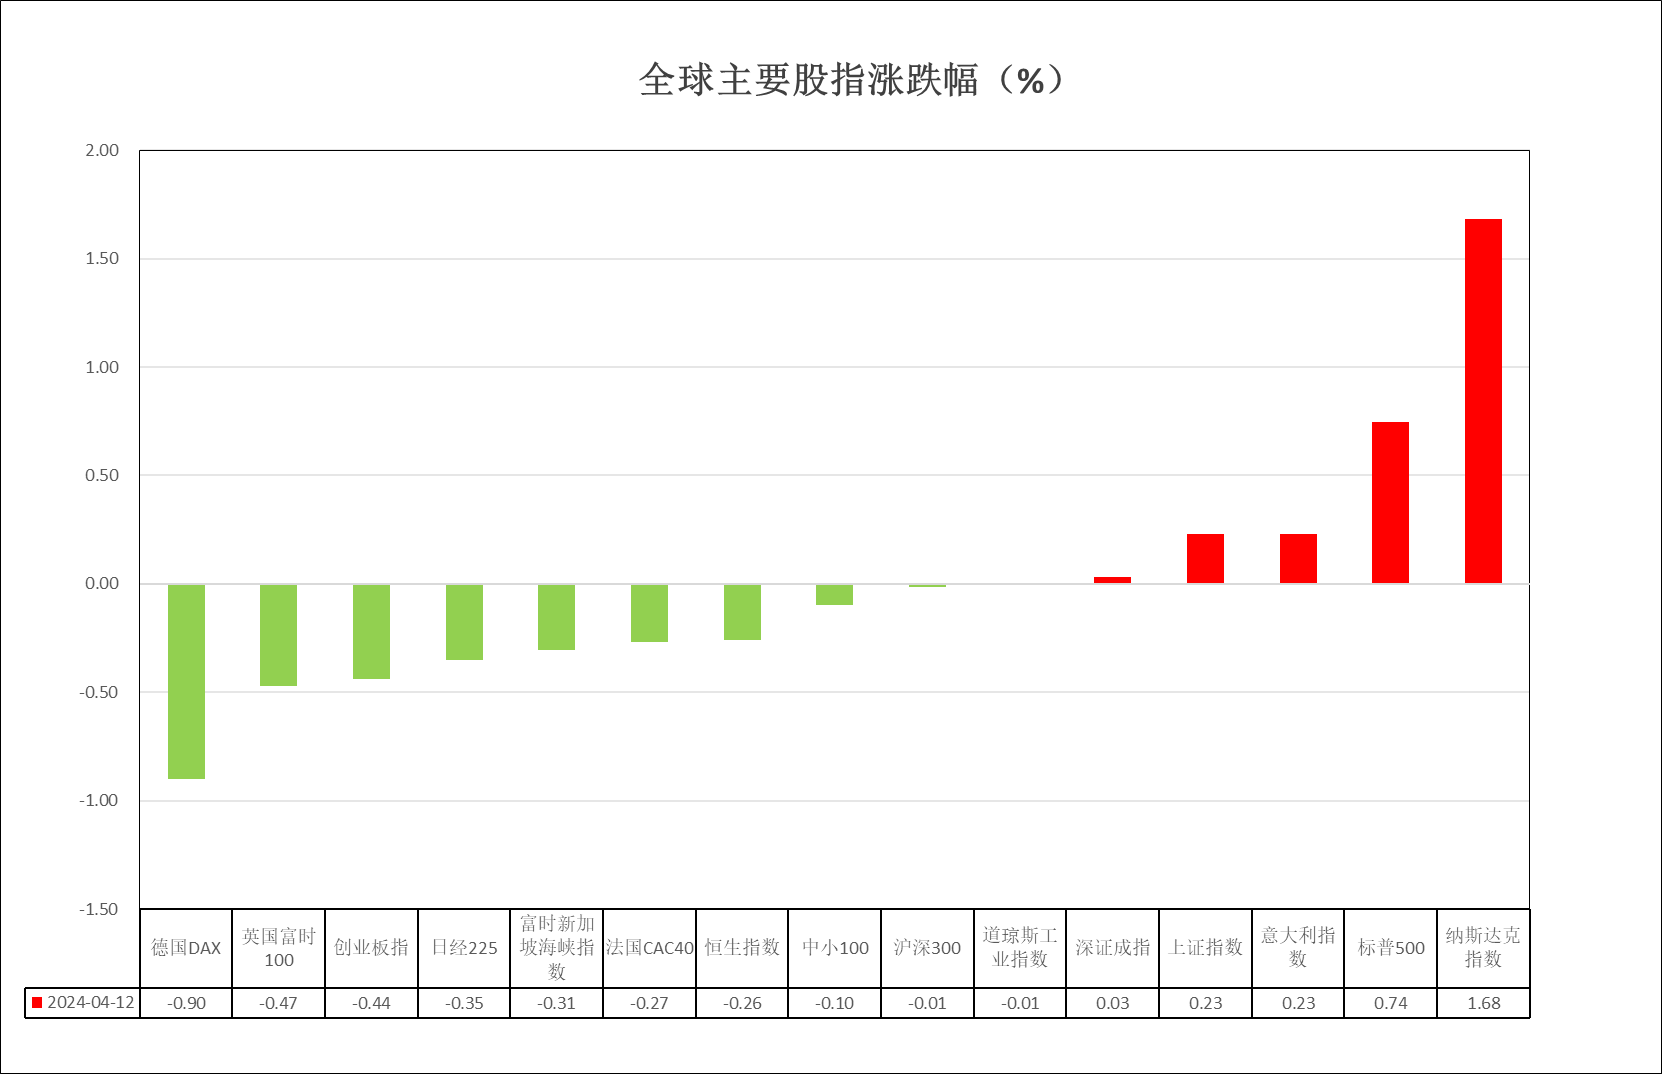 全球主要股指涨跌幅（%）
2.00
1.50
1.00
0.50
0.00
-0.50
-1.00
-1.50
德国DAX
英国富时
100
创业板指
日经225
富时新加
坡海峡指
数
法国CAC40
恒生指数
中小100
沪深300
道琼斯工
业指数
深证成指
上证指数
意大利指
数
标普500
纳斯达克
指数
2024-04-12 -0.90 -0.47 -0.44 -0.35 -0.31 -0.27 -0.26 -0.10 -0.01 -0.01 0.03 0.23 0.23 0.74 1.68